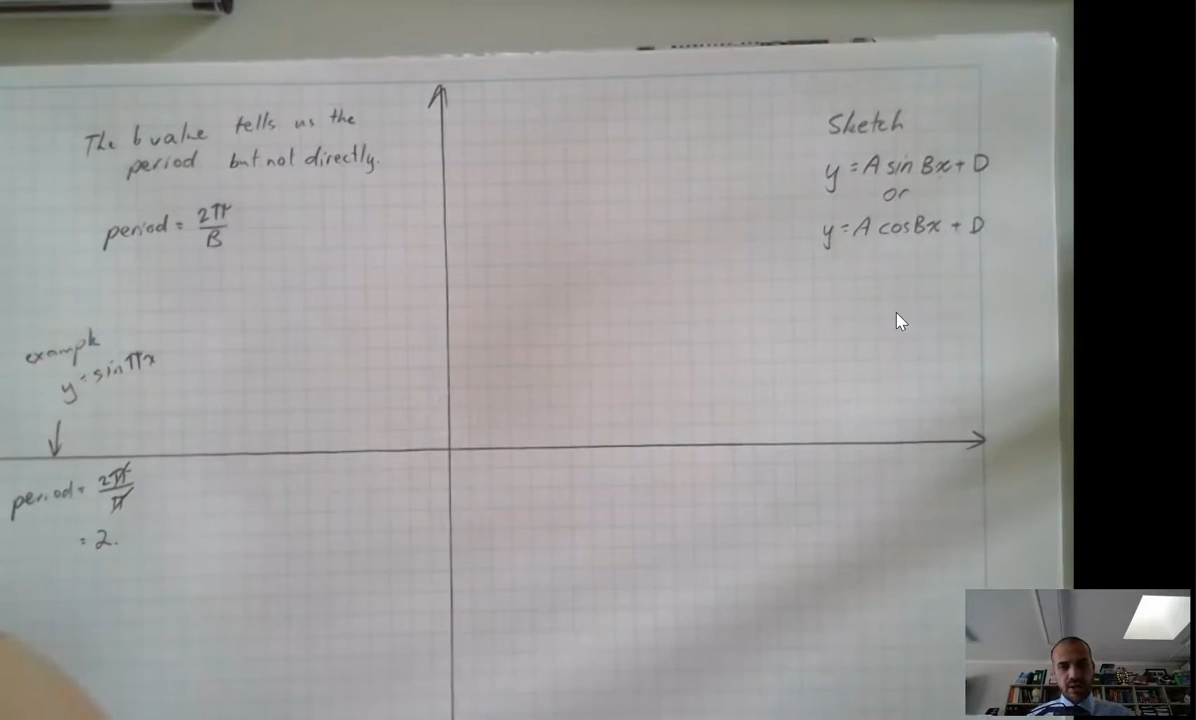 The b value tells us the
period but not directly.
period = 2π/B
example
y = sin πx
period = 2π/π
= 2.
Sketch
y = A sin Bx + D
or
y = A cos Bx + D